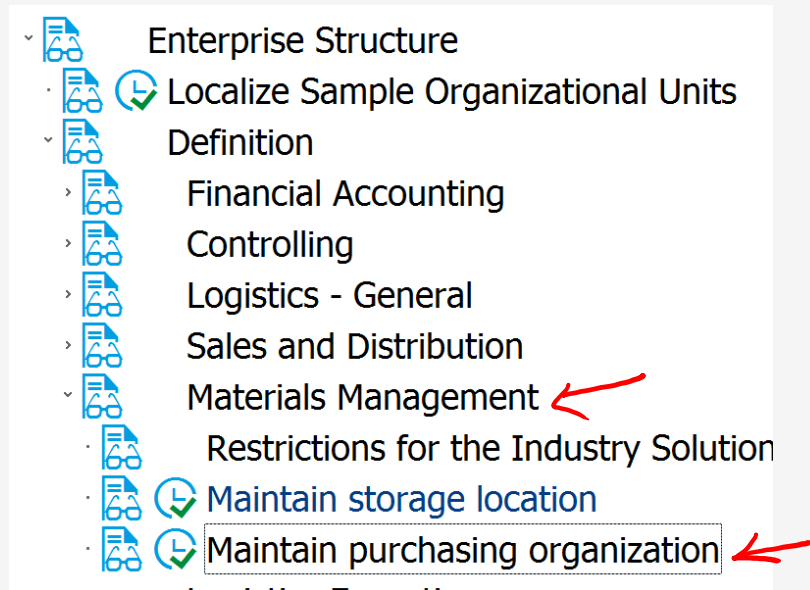 Enterprise Structure
Localize Sample Organizational Units
Definition
Financial Accounting
Controlling
Logistics - General
Sales and Distribution
Materials Management
Restrictions for the Industry Solution
Maintain storage location
Maintain purchasing organization